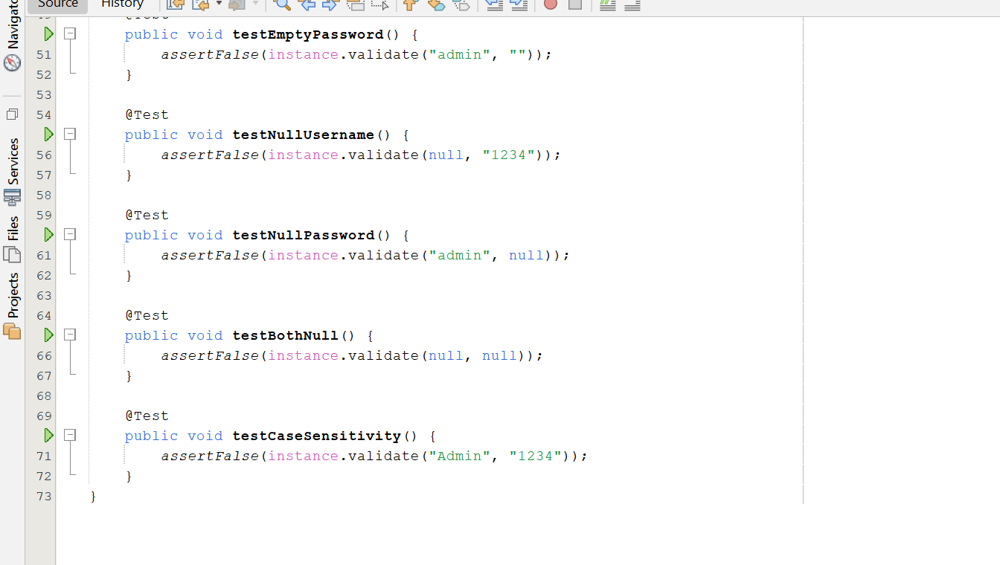 Source History
Navigato
public void testEmptyPassword() {
51 assertFalse(instance.validate("admin", ""));
52 }
53
54 @Test
public void testNullUsername() {
56 assertFalse(instance.validate(null, "1234"));
57 }
58
59 @Test
public void testNullPassword() {
61 assertFalse(instance.validate("admin", null));
62 }
63
64 @Test
public void testBothNull() {
66 assertFalse(instance.validate(null, null));
67 }
68
69 @Test
public void testCaseSensitivity() {
71 assertFalse(instance.validate("Admin", "1234"));
72 }
73 }
Services
Files
Projects